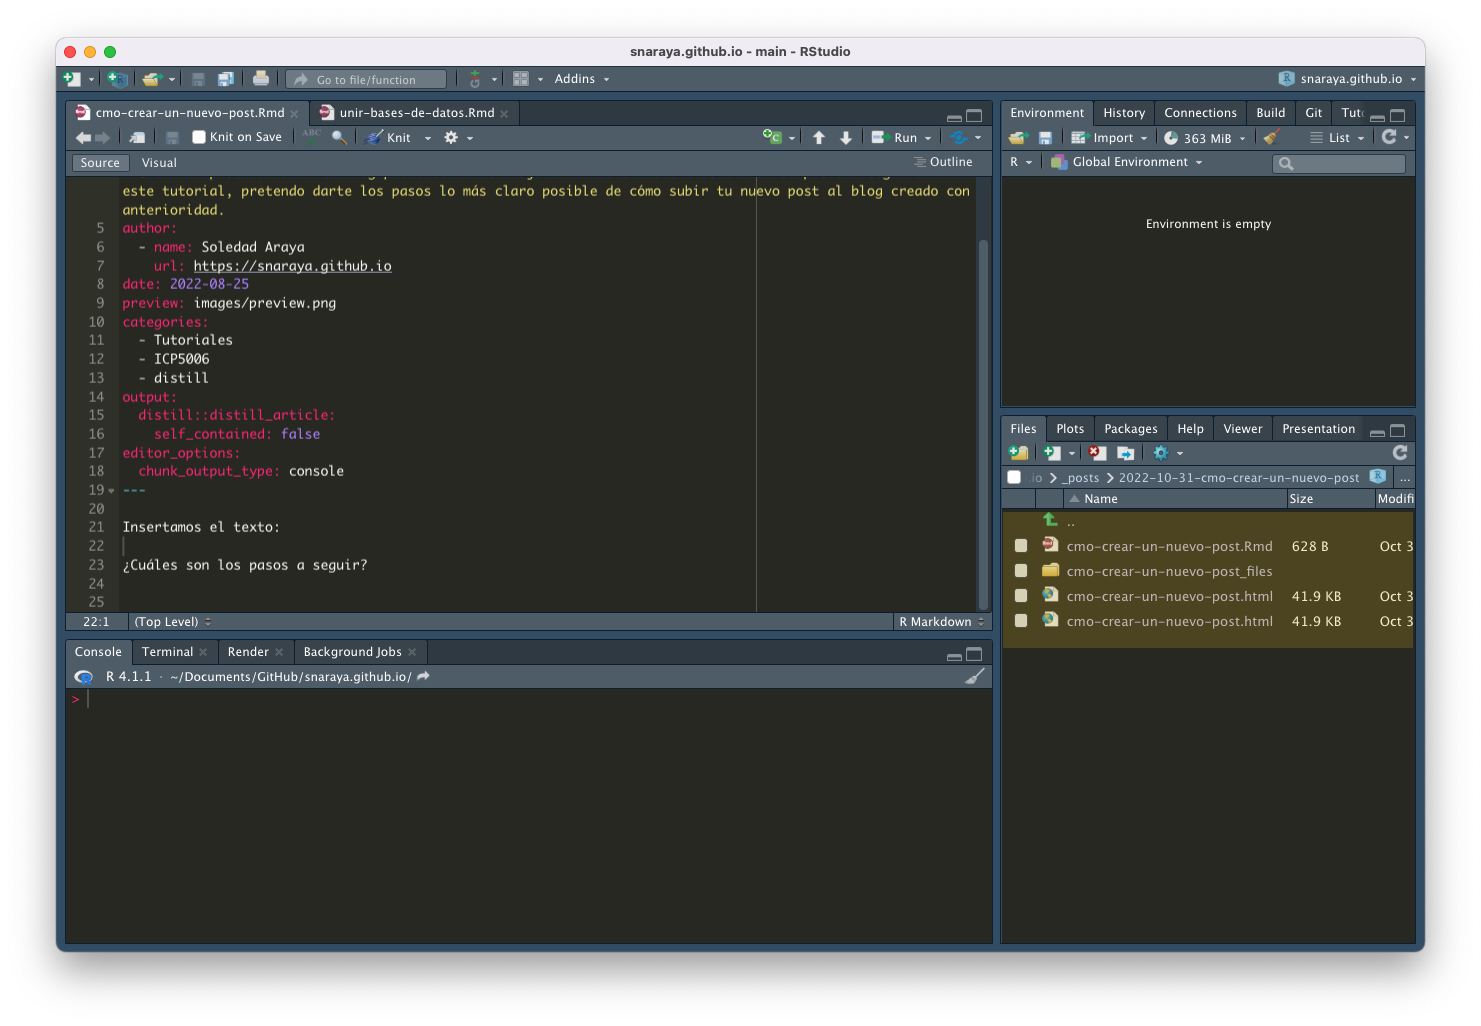 snaraya.github.io - main - RStudio
Go to file/function
Addins
snaraya.github.io
cmo-crear-un-nuevo-post.Rmd
unir-bases-de-datos.Rmd
Knit on Save
ABC
Knit
Run
Source
Visual
Outline
este tutorial, pretendo darte los pasos lo más claro posible de cómo subir tu nuevo post al blog creado con
anterioridad.
5 author:
6 - name: Soledad Araya
7 url: https://snaraya.github.io
8 date: 2022-08-25
9 preview: images/preview.png
10 categories:
11 - Tutoriales
12 - ICP5006
13 - distill
14 output:
15 distill::distill_article:
16 self_contained: false
17 editor_options:
18 chunk_output_type: console
19 ---
20
21 Insertamos el texto:
22
23 ¿Cuáles son los pasos a seguir?
24
25
22:1 (Top Level)
R Markdown
Console
Terminal
Render
Background Jobs
R 4.1.1 · ~/Documents/GitHub/snaraya.github.io/
>
Environment
History
Connections
Build
Git
Tut
Import
363 MiB
List
R
Global Environment
Environment is empty
Files
Plots
Packages
Help
Viewer
Presentation
.io > _posts > 2022-10-31-cmo-crear-un-nuevo-post
...
Name Size Modifi
..
cmo-crear-un-nuevo-post.Rmd 628 B Oct 3
cmo-crear-un-nuevo-post_files
cmo-crear-un-nuevo-post.html 41.9 KB Oct 3
cmo-crear-un-nuevo-post.html 41.9 KB Oct 3